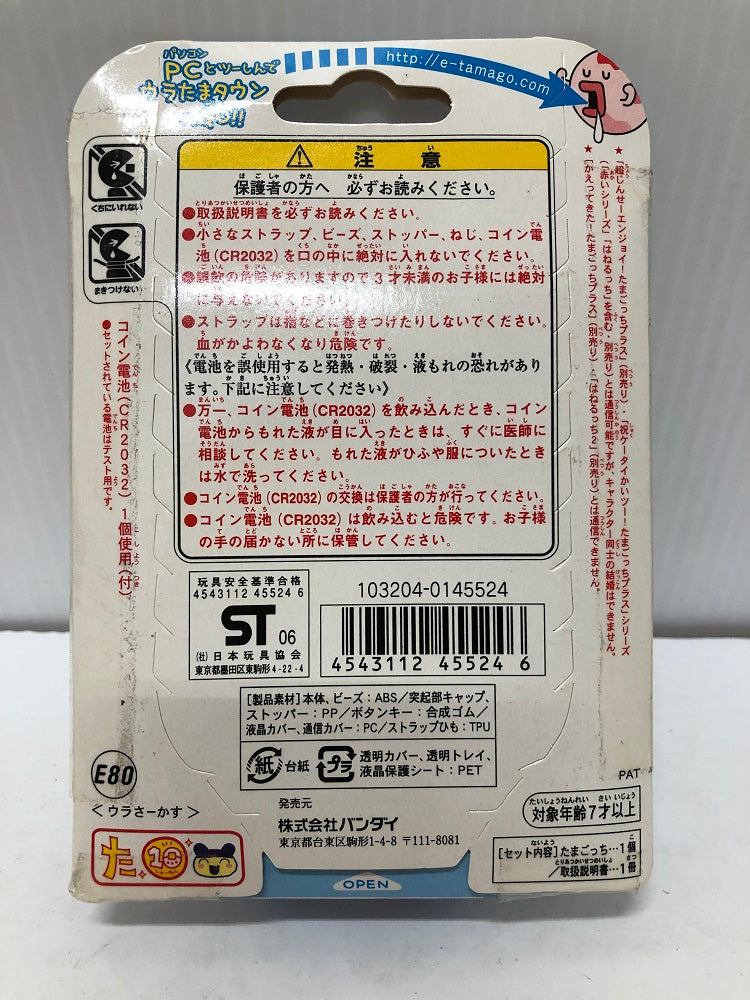 パソコン
PCとツーしんで
ウラたまタウン
http://e-tamago.com
くちにいれない
まきつけない
⚠ 注意
保護者の方へ 必ずお読みください。
●取扱説明書を必ずお読みください。
●小さなストラップ、ビーズ、ストッパー、ねじ、コイン電
池(CR2032)を口の中に絶対に入れないでください。
●誤飲の危険がありますので3才未満のお子様には絶対
に与えないでください。
●ストラップは指などに巻きつけたりしないでください。
血がかよわなくなり危険です。
《電池を誤使用すると発熱・破裂・液もれの恐れがあり
ます。下記に注意してください》
●万一、コイン電池(CR2032)を飲み込んだとき、コイン
電池からもれた液が目に入ったときは、すぐに医師に
相談してください。もれた液がひふや服についたとき
は水で洗ってください。
●コイン電池(CR2032)の交換は保護者の方が行ってください。
●コイン電池(CR2032)は飲み込むと危険です。お子様
の手の届かない所に保管してください。
★「超じんせーエンジョイ!たまごっちプラス」(別売り)・「祝ケータイかいツー!たまごっちプラス」シリーズ
(「赤いシリーズ」「はねるっち」を含む・別売り)とは通信可能ですが、キャラクター同士の結婚はできません。
★「かえってきた!たまごっちプラス」(別売り)・「はねるっち2」(別売り)とは通信できません。
コイン電池(CR2032)1個使用(付)
●セットされている電池はテスト用です。
玩具安全基準合格
4543112 45524 6
ST 06
(社)日本玩具協会
東京都墨田区東駒形4-22-4
103204-0145524
4543112 455246
[製品素材]本体、ビーズ:ABS/突起部キャップ、
ストッパー:PP/ボタンキー:合成ゴム/
液晶カバー、通信カバー:PC/ストラップひも:TPU
紙 台紙
プラ 透明カバー、透明トレイ、
液晶保護シート:PET
E80
<ウラさーかす>
た・10
しゅーねん
発売元
株式会社バンダイ
東京都台東区駒形1-4-8 〒111-8081
OPEN
PAT
対象年齢7才以上
[セット内容]たまごっち…1個
/取扱説明書…1冊